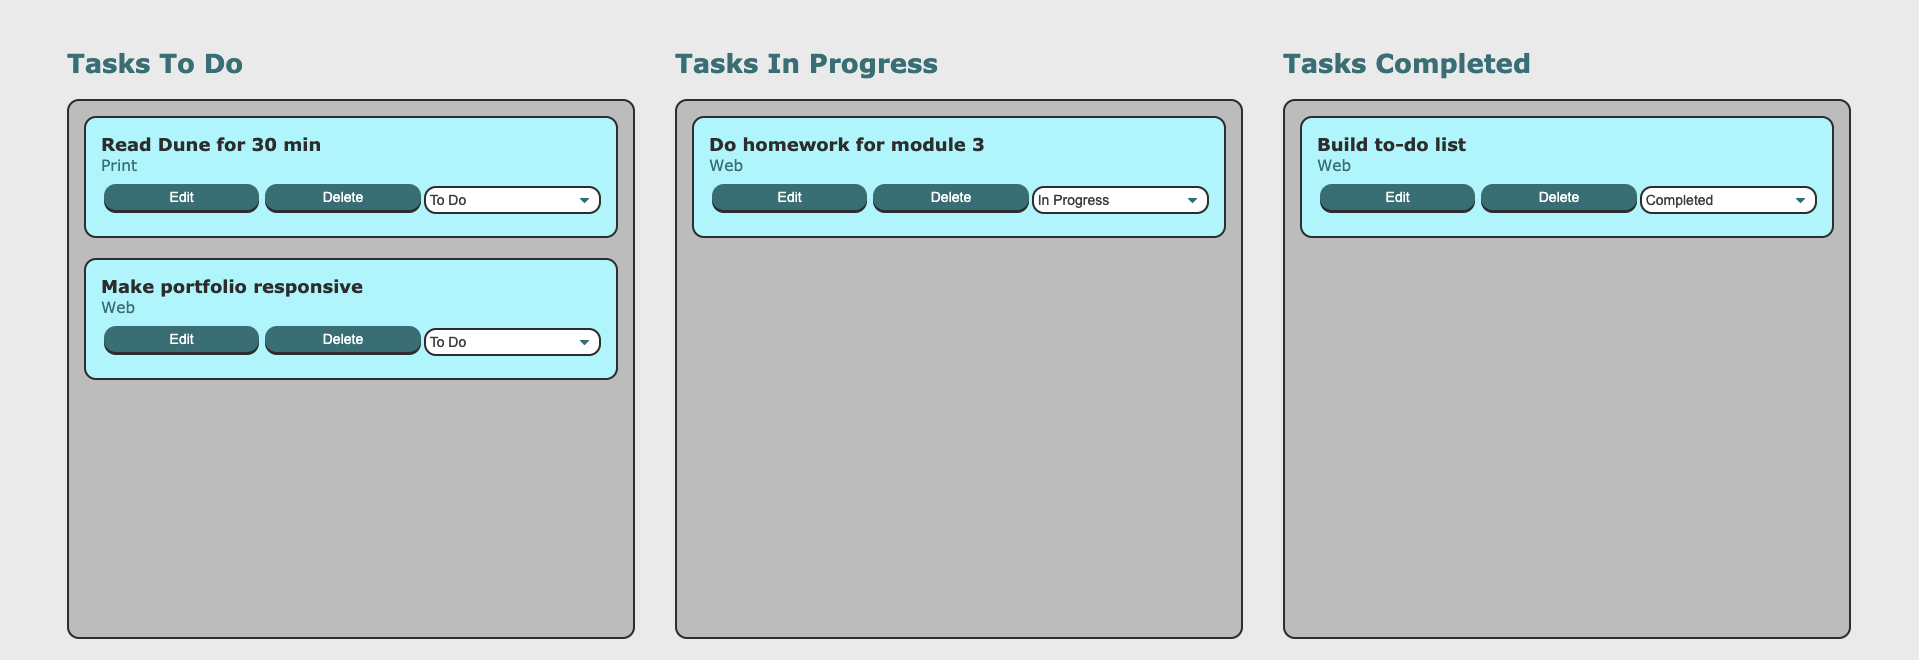 Tasks To Do
Read Dune for 30 min
Print
Edit Delete To Do
Make portfolio responsive
Web
Edit Delete To Do
Tasks In Progress
Do homework for module 3
Web
Edit Delete In Progress
Tasks Completed
Build to-do list
Web
Edit Delete Completed